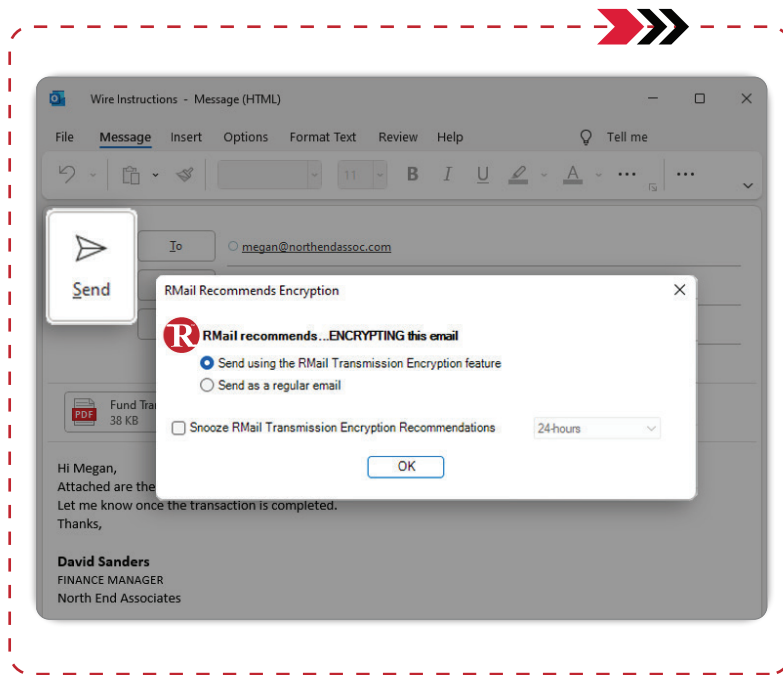 Wire Instructions - Message (HTML)
File Message Insert Options Format Text Review Help Tell me
11 B I U A
To megan@northendassoc.com
Send
RMail Recommends Encryption
R RMail recommends...ENCRYPTING this email
Send using the RMail Transmission Encryption feature
Send as a regular email
Snooze RMail Transmission Encryption Recommendations 24-hours
OK
PDF
Fund Tra
38 KB
Hi Megan,
Attached are the
Let me know once the transaction is completed.
Thanks,
David Sanders
FINANCE MANAGER
North End Associates